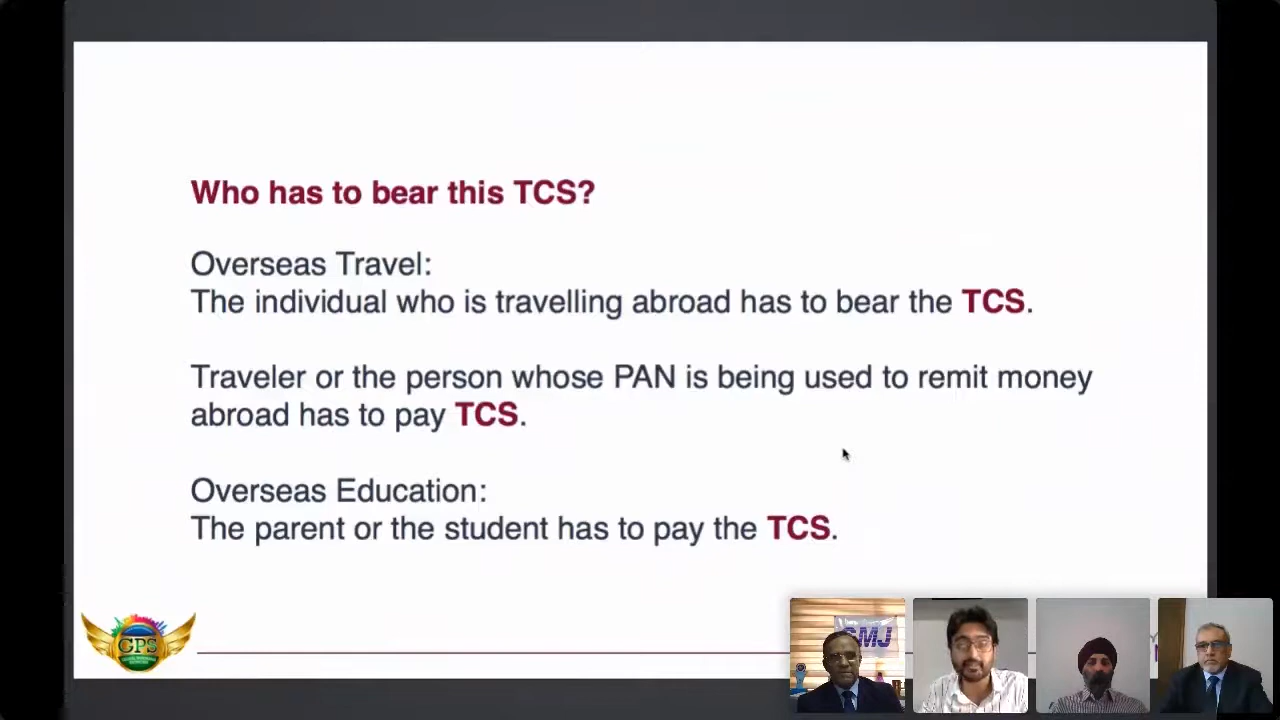 Who has to bear this TCS?
Overseas Travel:
The individual who is travelling abroad has to bear the TCS.
Traveler or the person whose PAN is being used to remit money
abroad has to pay TCS.
Overseas Education:
The parent or the student has to pay the TCS.
GPS
SMJ